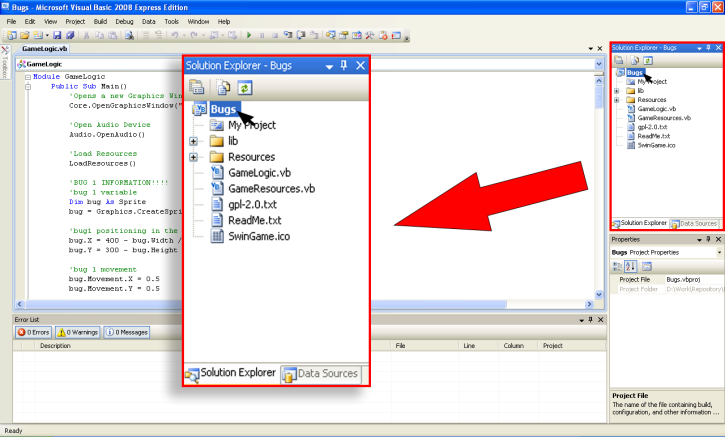 Bugs - Microsoft Visual Basic 2008 Express Edition
File Edit View Project Build Debug Data Tools Window Help
GameLogic.vb
Toolbox
GameLogic
Module GameLogic
Public Sub Main()
'Opens a new Graphics Win
Core.OpenGraphicsWindow("
'Open Audio Device
Audio.OpenAudio()
'Load Resources
LoadResources()
'BUG 1 INFORMATION!!!!
'bug 1 variable
Dim bug As Sprite
bug = Graphics.CreateSpri
'bug1 positioning in the
bug.X = 400 - bug.Width /
bug.Y = 300 - bug.Height
'bug 1 movement
bug.Movement.X = 0.5
bug.Movement.Y = 0.5
Solution Explorer - Bugs
Bugs
My Project
lib
Resources
GameLogic.vb
GameResources.vb
gpl-2.0.txt
ReadMe.txt
SwinGame.ico
Solution Explorer Data Sources
Solution Explorer - Bugs
Bugs
My Project
lib
Resources
GameLogic.vb
GameResources.vb
gpl-2.0.txt
ReadMe.txt
SwinGame.ico
Solution Explorer Data Sources
Properties
Bugs Project Properties
Project File Bugs.vbproj
Project Folder D:\Work\Repository\
Project File
The name of the file containing build,
configuration, and other information ...
Error List
0 Errors 0 Warnings 0 Messages
Description File Line Column Project
Ready